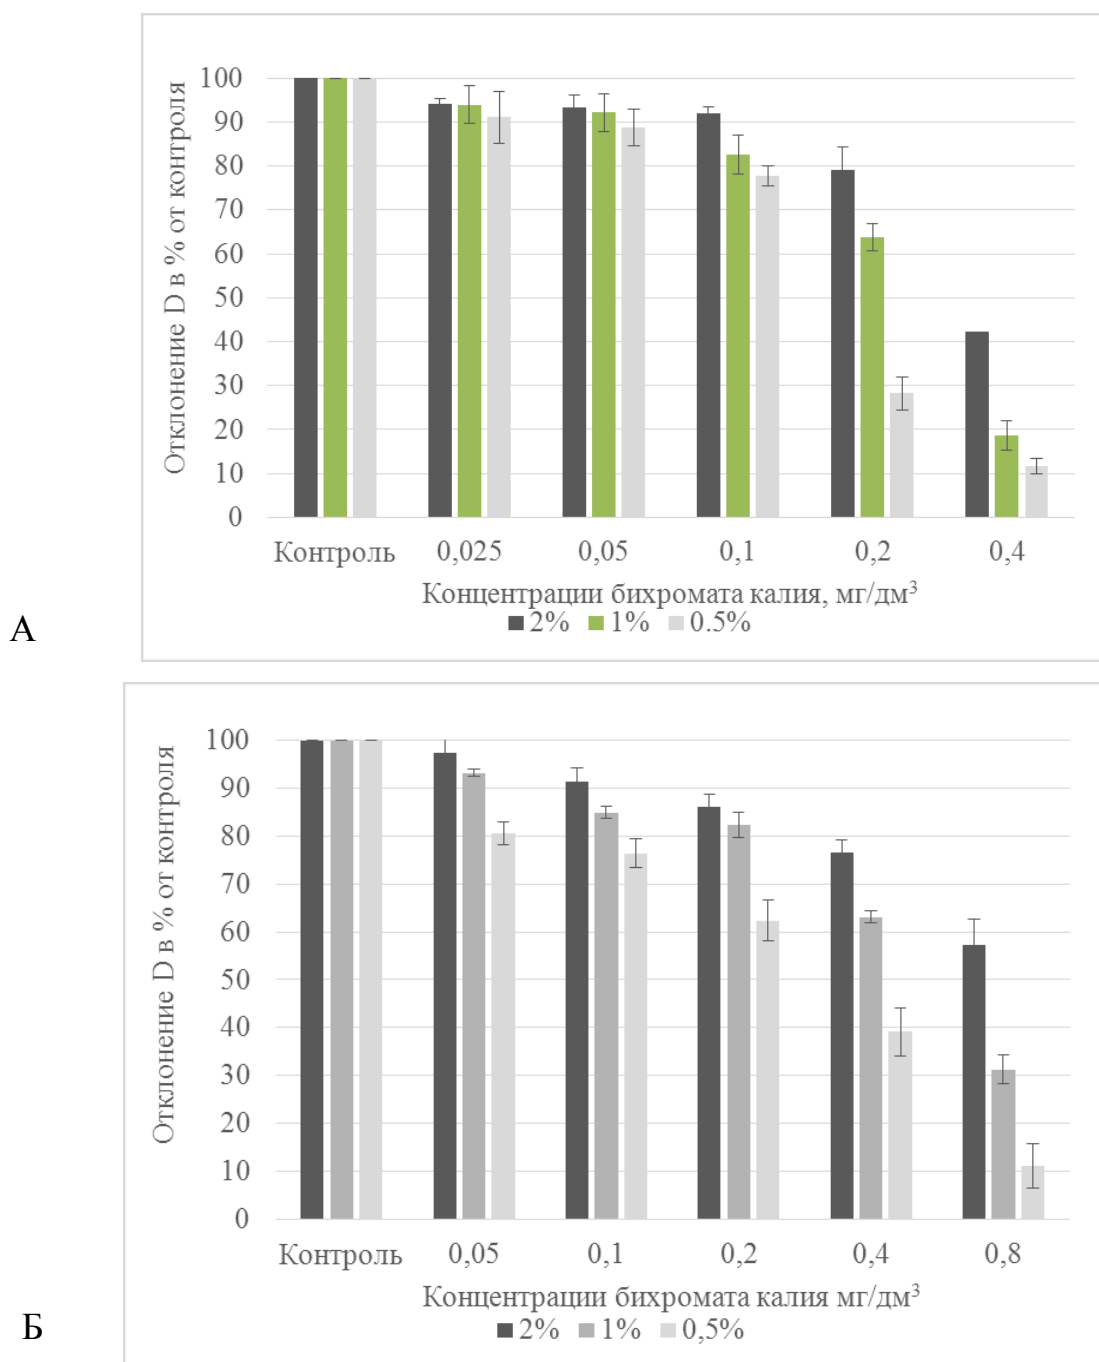 Отклонение D в % от контроля
100
90
80
70
60
50
40
30
20
10
0
Контроль 0,025 0,05 0,1 0,2 0,4
Концентрации бихромата калия, мг/дм³
2% 1% 0.5%
А
Отклонение D в % от контроля
100
90
80
70
60
50
40
30
20
10
0
Контроль 0,05 0,1 0,2 0,4 0,8
Концентрации бихромата калия мг/дм³
2% 1% 0,5%
Б